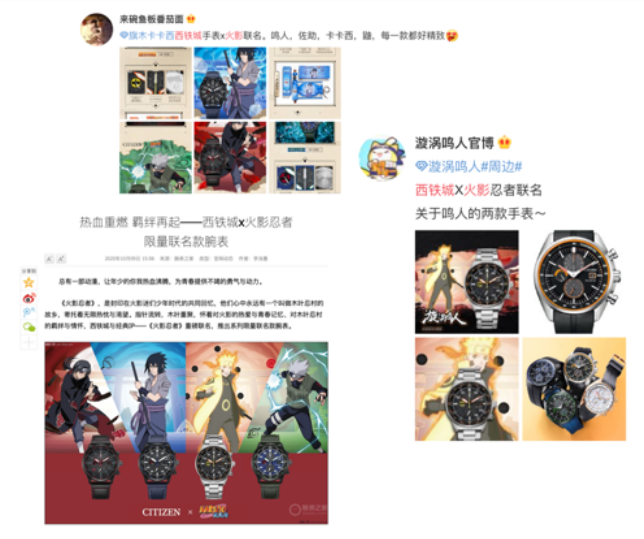 来碗鱼板番茄面
旗木卡卡西西铁城手表x火影联名。鸣人，佐助，卡卡西，鼬，每一款都好精致
CITIZEN
热血重燃 羁绊再起——西铁城x火影忍者
限量联名款腕表
分享到
总有一部动漫，让年少的你我热血沸腾，为青春提供不竭的勇气与动力。
《火影忍者》，是封印在火影迷们少年时代的共同回忆，他们心中永远有一个叫做木叶忍村的
故乡，寄托着无限热忱与渴望。指针流转，木叶重聚，怀着对火影的热爱与青春记忆，对木叶忍村
的羁绊与情怀，西铁城与经典IP——《火影忍者》重磅联名，推出系列限量联名款腕表。
CITIZEN ×
漩涡鸣人官博
漩涡鸣人#周边#
西铁城X火影忍者联名
关于鸣人的两款手表～
漩涡鸣人